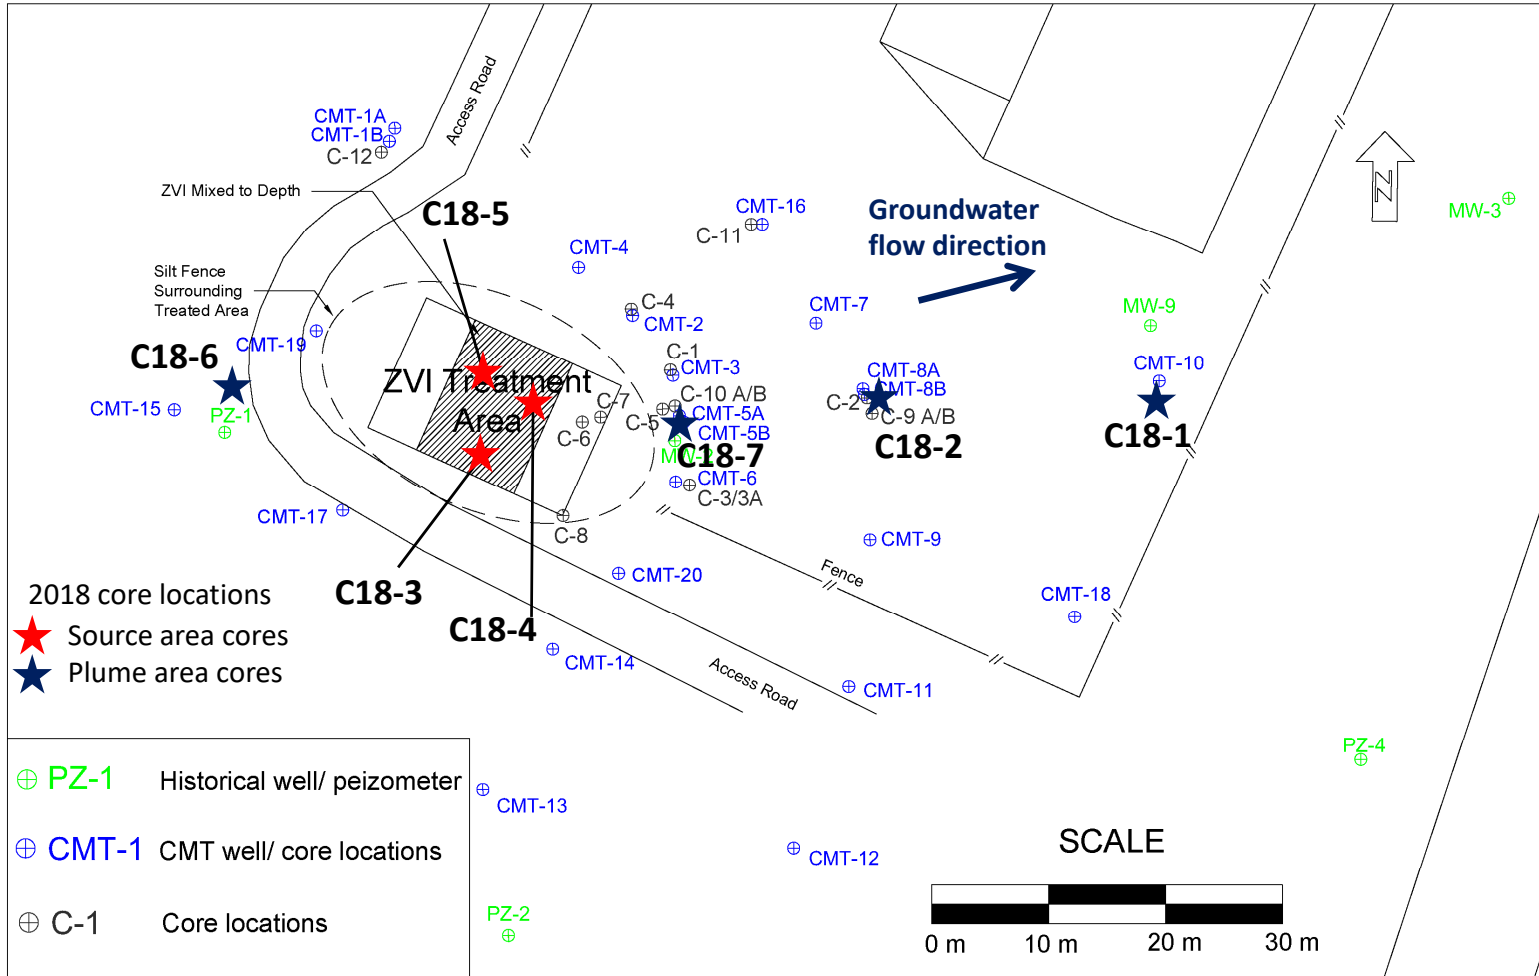 Access Road
CMT-1A
CMT-1B
C-12
ZVI Mixed to Depth
C18-5
CMT-16
C-11
Groundwater
flow direction
N
MW-3
CMT-4
Silt Fence
Surrounding
Treated Area
C-4
CMT-2
CMT-7
MW-9
CMT-19
C18-6
C-1
CMT-3
CMT-10
CMT-8A
CMT-8B
ZVI Treatment
Area
C-7
C-6
C-10 A/B
C-5
CMT-5A
CMT-5B
C-2
C-9 A/B
CMT-15
PZ-1
MW-2
C18-7
C18-2
C18-1
CMT-6
C-3/3A
CMT-17
C-8
CMT-9
Fence
CMT-20
C18-3
C18-4
CMT-18
2018 core locations
Source area cores
Plume area cores
CMT-14
Access Road
CMT-11
PZ-4
PZ-1 Historical well/ peizometer
CMT-1 CMT well/ core locations
C-1 Core locations
CMT-13
CMT-12
PZ-2
SCALE
0 m 10 m 20 m 30 m